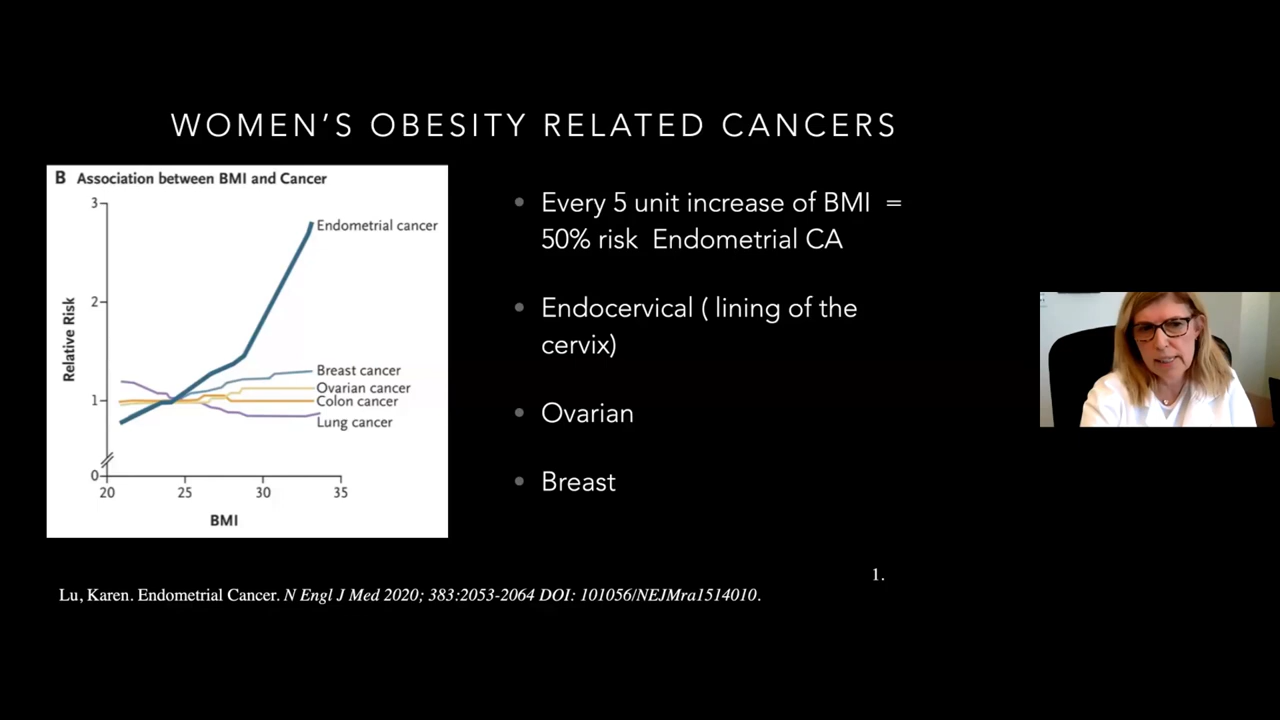 WOMEN'S OBESITY RELATED CANCERS
B Association between BMI and Cancer
3
Endometrial cancer
2
Relative Risk
Breast cancer
Ovarian cancer
1
Colon cancer
Lung cancer
0
20 25 30 35
BMI
• Every 5 unit increase of BMI =
50% risk Endometrial CA
• Endocervical ( lining of the
cervix)
• Ovarian
• Breast
1.
Lu, Karen. Endometrial Cancer. N Engl J Med 2020; 383:2053-2064 DOI: 101056/NEJMra1514010.